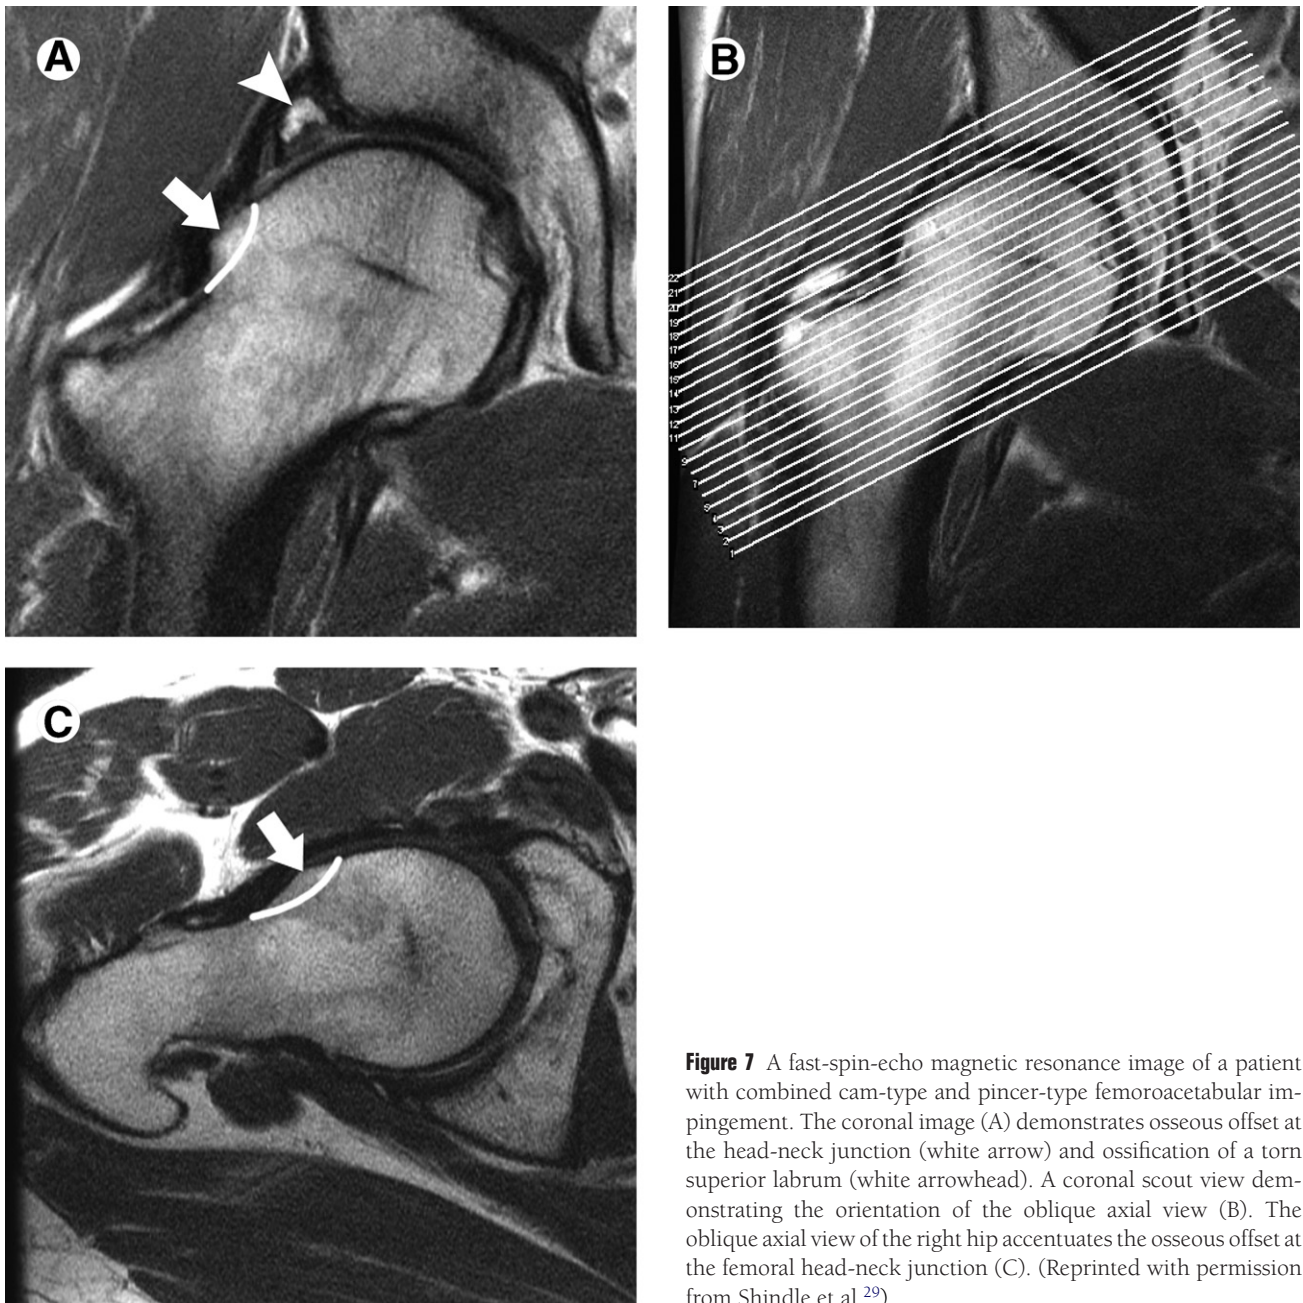 A
B
22
21
20
19
18
17
16
15
14
13
12
11
9
7
5
3
2
1
C
Figure 7 A fast-spin-echo magnetic resonance image of a patient
with combined cam-type and pincer-type femoroacetabular im-
pingement. The coronal image (A) demonstrates osseous offset at
the head-neck junction (white arrow) and ossification of a torn
superior labrum (white arrowhead). A coronal scout view dem-
onstrating the orientation of the oblique axial view (B). The
oblique axial view of the right hip accentuates the osseous offset at
the femoral head-neck junction (C). (Reprinted with permission
from Shindle et al.29)